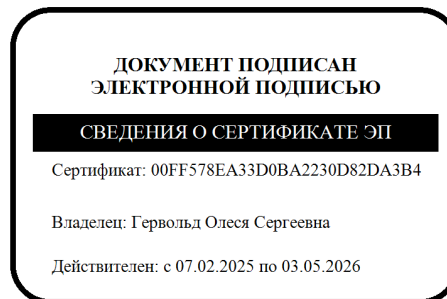 ДОКУМЕНТ ПОДПИСАН
ЭЛЕКТРОННОЙ ПОДПИСЬЮ
СВЕДЕНИЯ О СЕРТИФИКАТЕ ЭП
Сертификат: 00FF578EA33D0BA2230D82DA3B4
Владелец: Гервольд Олеся Сергеевна
Действителен: с 07.02.2025 по 03.05.2026